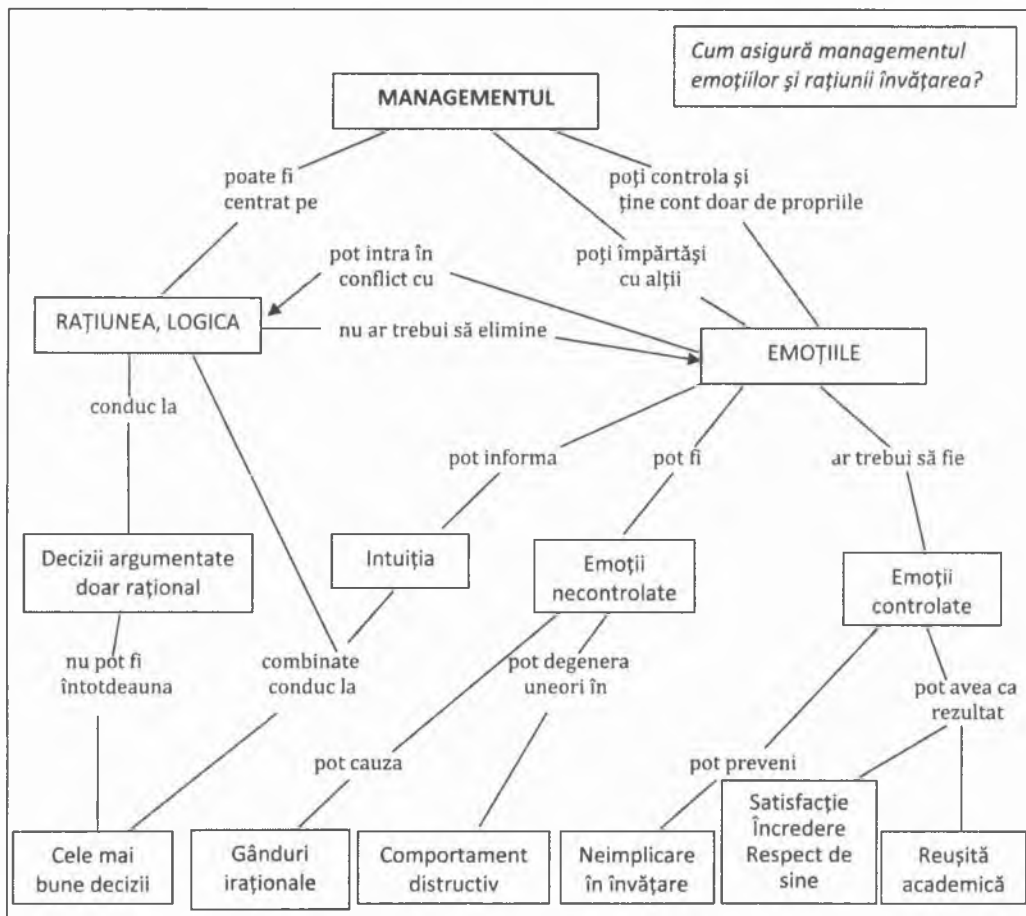 Cum asigură managementul
emoțiilor și rațiunii învățarea?
MANAGEMENTUL
poate fi
centrat pe
poți controla și
ține cont doar de propriile
pot intra în
conflict cu
poți împărtăși
cu alții
RAȚIUNEA, LOGICA
nu ar trebui să elimine
EMOȚIILE
conduc la
pot informa
pot fi
ar trebui să fie
Decizii argumentate
doar rațional
Intuiția
Emoții
necontrolate
Emoții
controlate
nu pot fi
întotdeauna
combinate
conduc la
pot degenera
uneori în
pot avea ca
rezultat
pot cauza
pot preveni
Cele mai
bune decizii
Gânduri
iraționale
Comportament
distructiv
Neimplicare
în învățare
Satisfacție
Încredere
Respect de
sine
Reușită
academică